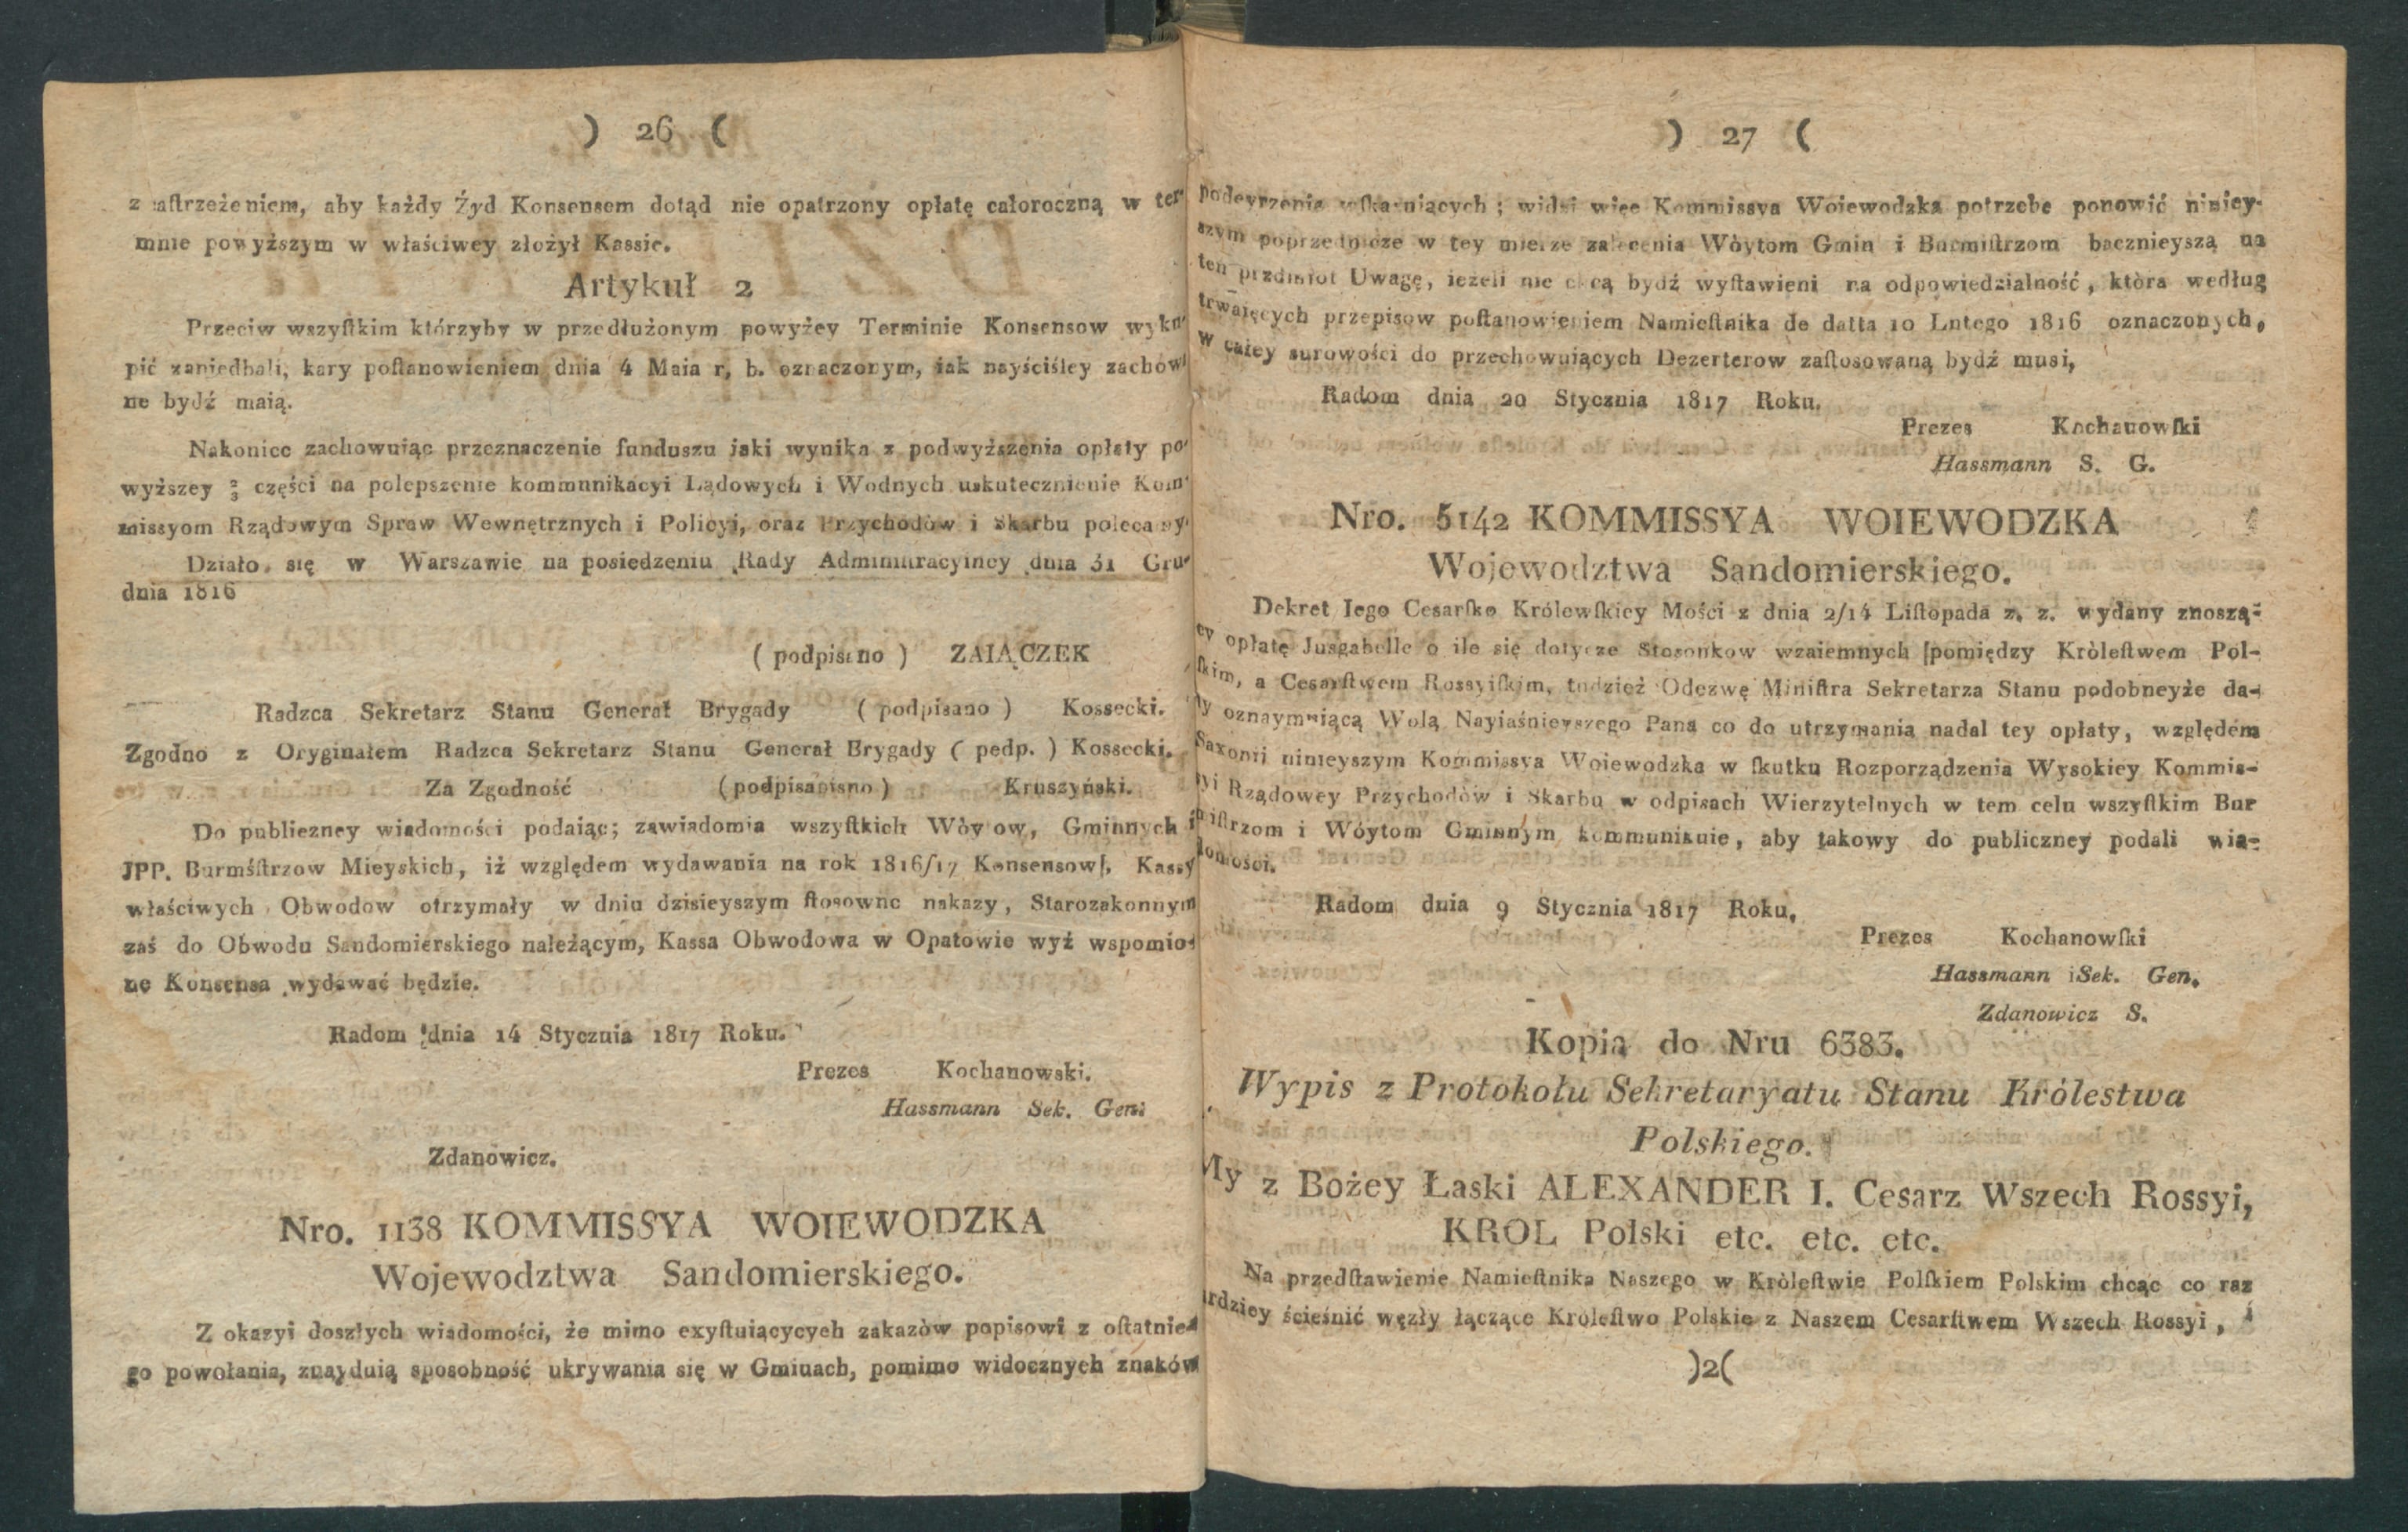 ) 26 (
z zastrzeżeniem, aby każdy Żyd Konsensem dotąd nie opatrzony opłatę całoroczną w ter-
mnie powyższym w właściwey złożył Kassie.
Artykuł 2
Przeciw wszyſtkim którzyby w przedłużonym powyżey Terminie Konsensow wyku-
pić zaniedbali, kary poſtanowieniem dnia 4 Maia r, b. oznaczonym, iak nayściśley zachow-
ne bydź maią.
Nakoniec zachowuiąc przeznaczenie funduszu iaki wynika z podwyższenia opłaty po-
wyższey ⅔ części na polepszenie kommunikacyi Lądowych i Wodnych uskutecznienie Kom-
missyom Rządowym Spraw Wewnętrznych i Policyi, oraz Przychodów i Skarbu poleca my
Działo się w Warszawie na posiedzeniu Rady Adminiſtracyiney dnia 31 Gru-
dnia 1816
( podpisano ) ZAIĄCZEK
Radzca Sekretarz Stanu Generał Brygady ( podpisano ) Kossecki.
Zgodno z Oryginałem Radzca Sekretarz Stanu Generał Brygady ( pedp. ) Kossecki.
Za Zgodność (podpisanisno) Kruszyński.
Do publiczney wiadomości podaiąc; zawiadomia wszyſtkich Wóytow, Gminnych i
JPP. Burmśſtrzow Mieyskich, iż względem wydawania na rok 1816/17 Konsensow, Kassy
właściwych Obwodow otrzymały w dniu dzisieyszym ſtosowne nakazy, Starozakonnym
zaś do Obwodu Sandomierskiego należącym, Kassa Obwodowa w Opatowie wyż wspomio-
ne Konsensa wydawać będzie.
Radom dnia 14 Stycznia 1817 Roku.
Prezes Kochanowski.
Hassmann Sek. Gen:
Zdanowicz.
Nro. 1138 KOMMISSYA WOIEWODZKA
Wojewodztwa Sandomierskiego.
Z okazyi doszłych wiadomości, że mimo exyſtuiącycych zakazów popisowi z oſtatnie-
go powołania, znayduią sposobność ukrywania się w Gminach, pomimo widocznych znaków
) 27 (
podeyrzenie wſkazuiących; widzi więc Kommissya Woiewodzka potrzebe ponowić niniey-
szym poprzednicze w tey mierze zalecenia Wóytom Gmin i Burmiſtrzom bacznieyszą na
ten przdmiot Uwagę, ieżeli nie chcą bydź wyſtawieni na odpowiedzialność, która według
trwaięcych przepisow poſtanowieniem Namieſtnika de datta 10 Lutego 1816 oznaczonych,
w całey surowości do przechowuiących Dezerterow zaſtosowaną bydź musi,
Radom dnia 20 Stycznia 1817 Roku.
Prezes Kochanowſki
Hassmann S. G.
Nro. 5142 KOMMISSYA WOIEWODZKA
Wojewodztwa Sandomierskiego.
Dekret Iego Cesarſko Królewſkiey Mości z dnia 2/14 Liſtopada z. z. wydany znoszą-
cy opłatę Jusgabelle o ile się dotycze Stosonkow wzaiemnych pomiędzy Króleſtwem Pol-
ſkim, a Cesarſtwem Rossyiſkim, tudzież Odezwę Miniſtra Sekretarza Stanu podobneyże da-
ty oznaymuiącą Wolą Nayiaśnieyszego Pana co do utrzymania nadal tey opłaty, względem
Saxonii ninieyszym Kommissya Woiewodzka w ſkutku Rozporządzenia Wysokiey Kommis-
syi Rządowey Przychodów i Skarbu w odpisach Wierzytelnych w tem celu wszyſtkim Bur
miſtrzom i Wóytom Gminnym kommunikuie, aby takowy do publiczney podali wia-
domości.
Radom dnia 9 Stycznia 1817 Roku,
Prezes Kochanowſki
Hassmann iSek. Gen,
Zdanowicz S.
Kopia do Nru 6383.
Wypis z Protokołu Sekretaryatu Stanu Królestwa
Polskiego.
My z Bożey Łaski ALEXANDER I. Cesarz Wszech Rossyi,
KROL Polski etc. etc. etc.
Na przedſtawienie Namieſtnika Naszego w Króleſtwie Polſkiem Polskim chcąc co raz
ardziey ścieśnić węzły łączące Króleſtwo Polskie z Naszem Cesarſtwem Wszech Rossyi, i
)2(